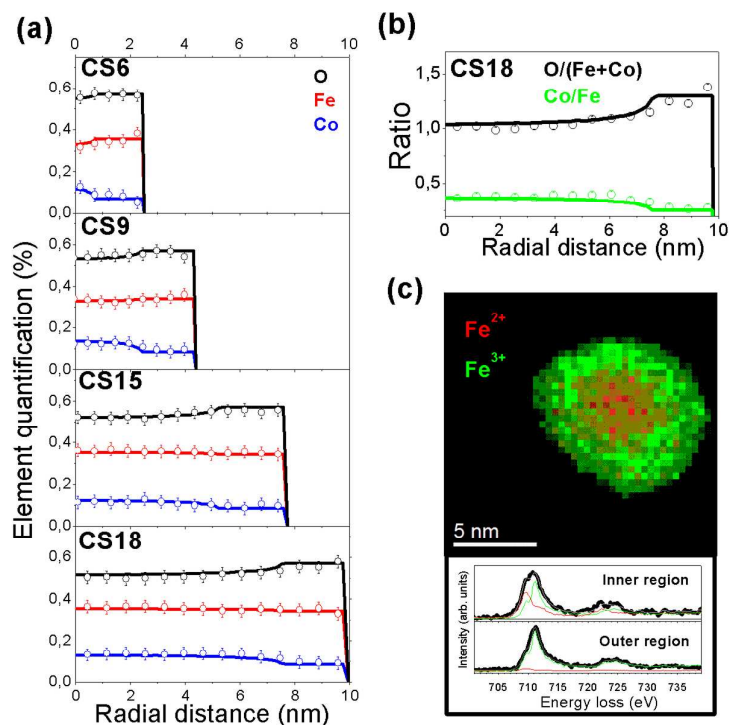 (a)
0 2 4 6 8 10
CS6
O
Fe
Co
0,6
0,4
0,2
0,0
CS9
0,6
0,4
0,2
0,0
CS15
0,6
0,4
0,2
0,0
CS18
0,6
0,4
0,2
0,0
0 2 4 6 8 10
Element quantification (%)
Radial distance (nm)
(b)
CS18
O/(Fe+Co)
Co/Fe
1,5
1,0
0,5
Ratio
0 2 4 6 8 10
Radial distance (nm)
(c)
Fe2+
Fe3+
5 nm
Inner region
Outer region
Intensity (arb. units)
705 710 715 720 725 730 735
Energy loss (eV)